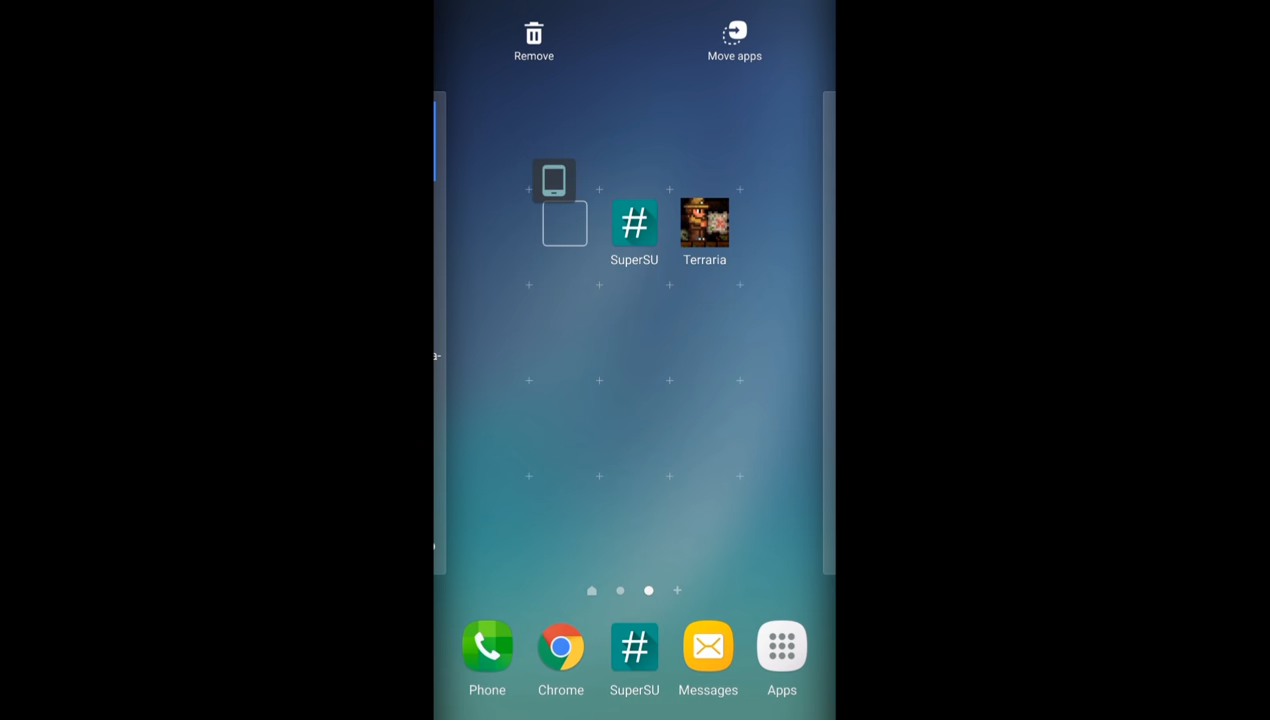 Remove
Move apps
SuperSU
Terraria
a-
Phone
Chrome
SuperSU
Messages
Apps